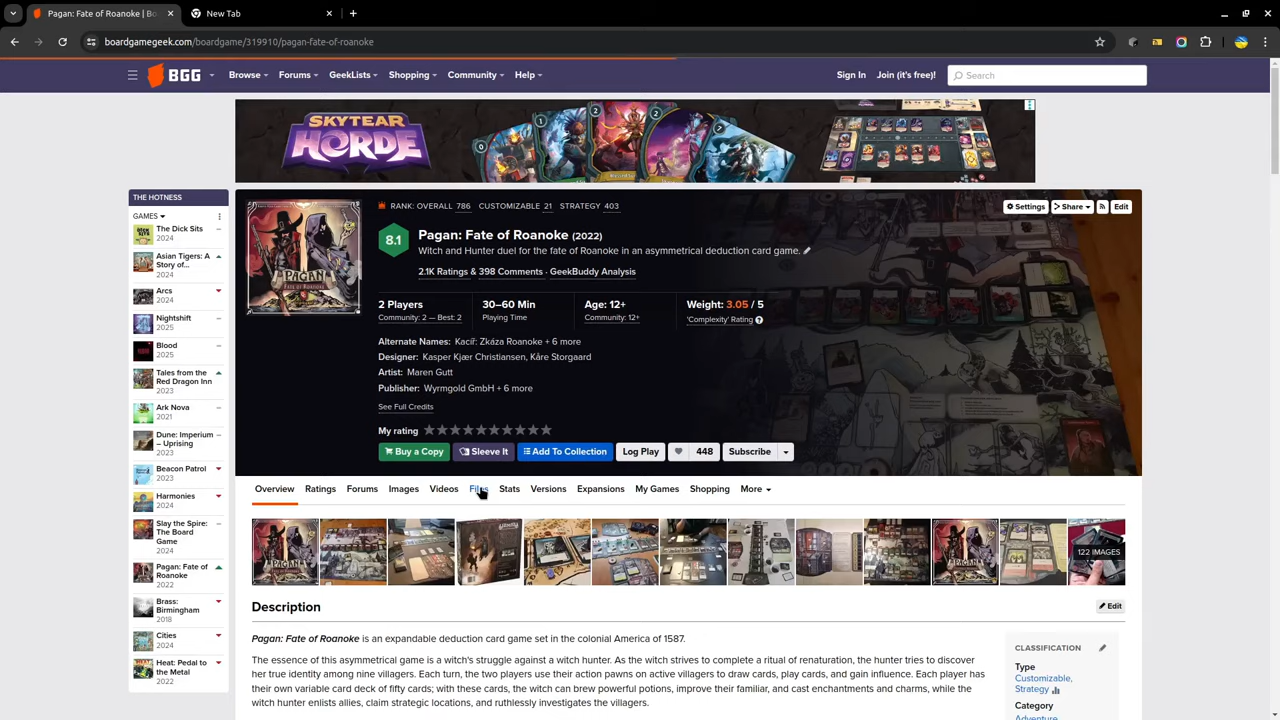 Pagan: Fate of Roanoke | Bo
New Tab
boardgamegeek.com/boardgame/319910/pagan-fate-of-roanoke
BGG
Browse
Forums
GeekLists
Shopping
Community
Help
Sign In
Join (it's free!)
Search
SKYTEAR
HORDE
THE HOTNESS
GAMES
The Dick Sits
2024
Asian Tigers: A
Story of...
2024
Arcs
2024
Nightshift
2025
Blood
2025
Tales from the
Red Dragon Inn
2023
Ark Nova
2021
Dune: Imperium
– Uprising
2023
Beacon Patrol
2023
Harmonies
2024
Slay the Spire:
The Board
Game
2024
Pagan: Fate of
Roanoke
2022
Brass:
Birmingham
2018
Cities
2024
Heat: Pedal to
the Metal
2022
PAGAN
FATE OF ROANOKE
RANK: OVERALL 786 CUSTOMIZABLE 21 STRATEGY 403
Settings
Share
Edit
8.1
Pagan: Fate of Roanoke (2022)
Witch and Hunter duel for the fate of Roanoke in an asymmetrical deduction card game.
2.1K Ratings & 398 Comments · GeekBuddy Analysis
2 Players
Community: 2 — Best: 2
30–60 Min
Playing Time
Age: 12+
Community: 12+
Weight: 3.05 / 5
'Complexity' Rating
Alternate Names: Kacíř: Zkáza Roanoke + 6 more
Designer: Kasper Kjær Christiansen, Kåre Storgaard
Artist: Maren Gutt
Publisher: Wyrmgold GmbH + 6 more
See Full Credits
My rating
Buy a Copy
Sleeve It
Add To Collection
Log Play
448
Subscribe
Overview
Ratings
Forums
Images
Videos
Files
Stats
Versions
Expansions
My Games
Shopping
More
122 IMAGES
Description
Edit
Pagan: Fate of Roanoke is an expandable deduction card game set in the colonial America of 1587.
The essence of this asymmetrical game is a witch's struggle against a witch hunter. As the witch strives to complete a ritual of renaturation, the hunter tries to discover
her true identity among nine villagers. Each turn, the two players use their action pawns on active villagers to draw cards, play cards, and gain influence. Each player has
their own variable card deck of fifty cards; with these cards, the witch can brew powerful potions, improve their familiar, and cast enchantments and charms, while the
witch hunter enlists allies, claim strategic locations, and ruthlessly investigates the villagers.
CLASSIFICATION
Type
Customizable,
Strategy
Category
Adventure